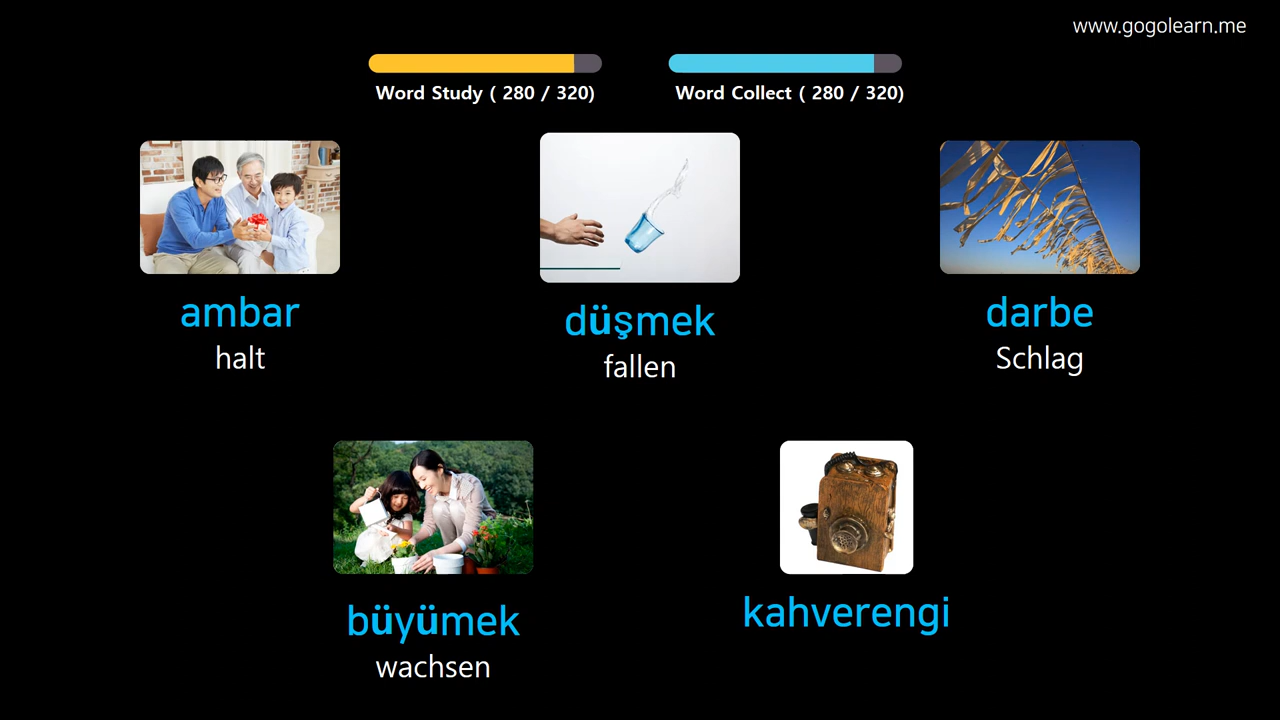 www.gogolearn.me
Word Study ( 280 / 320)
Word Collect ( 280 / 320)
ambar
halt
düşmek
fallen
darbe
Schlag
büyümek
wachsen
kahverengi